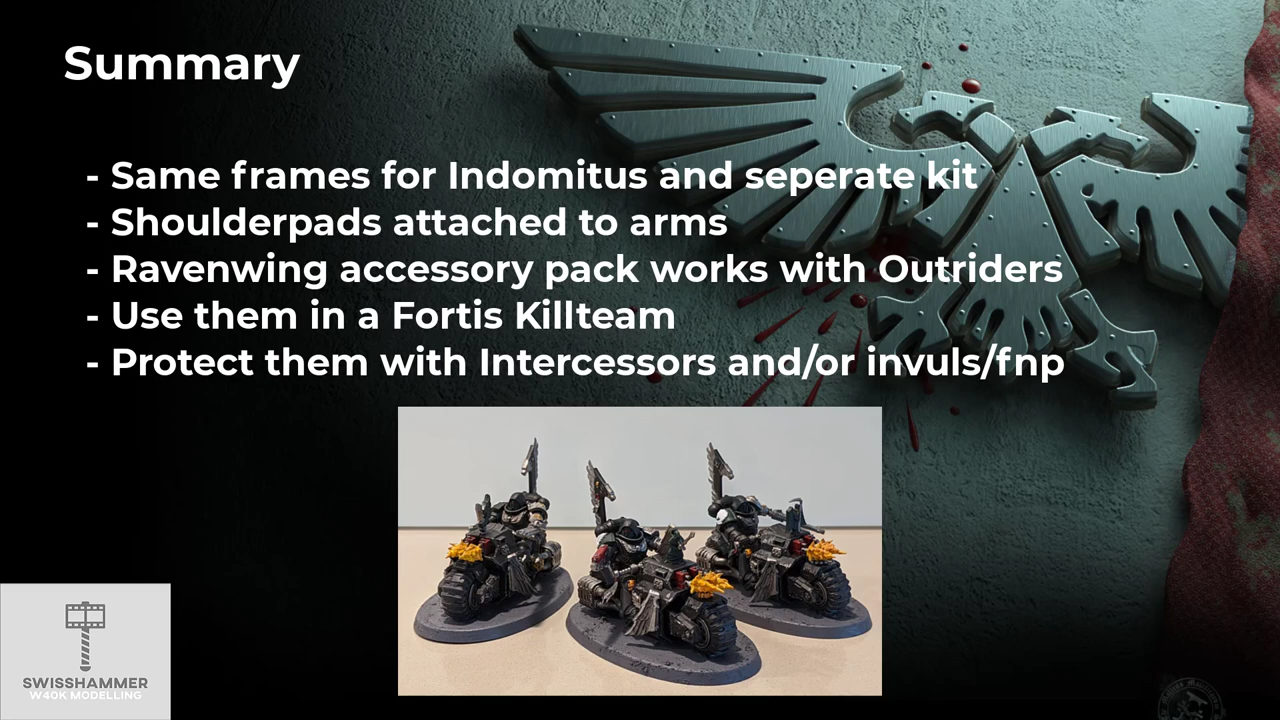 Summary
- Same frames for Indomitus and seperate kit
- Shoulderpads attached to arms
- Ravenwing accessory pack works with Outriders
- Use them in a Fortis Killteam
- Protect them with Intercessors and/or invuls/fnp
SWISSHAMMER
W40K MODELLING